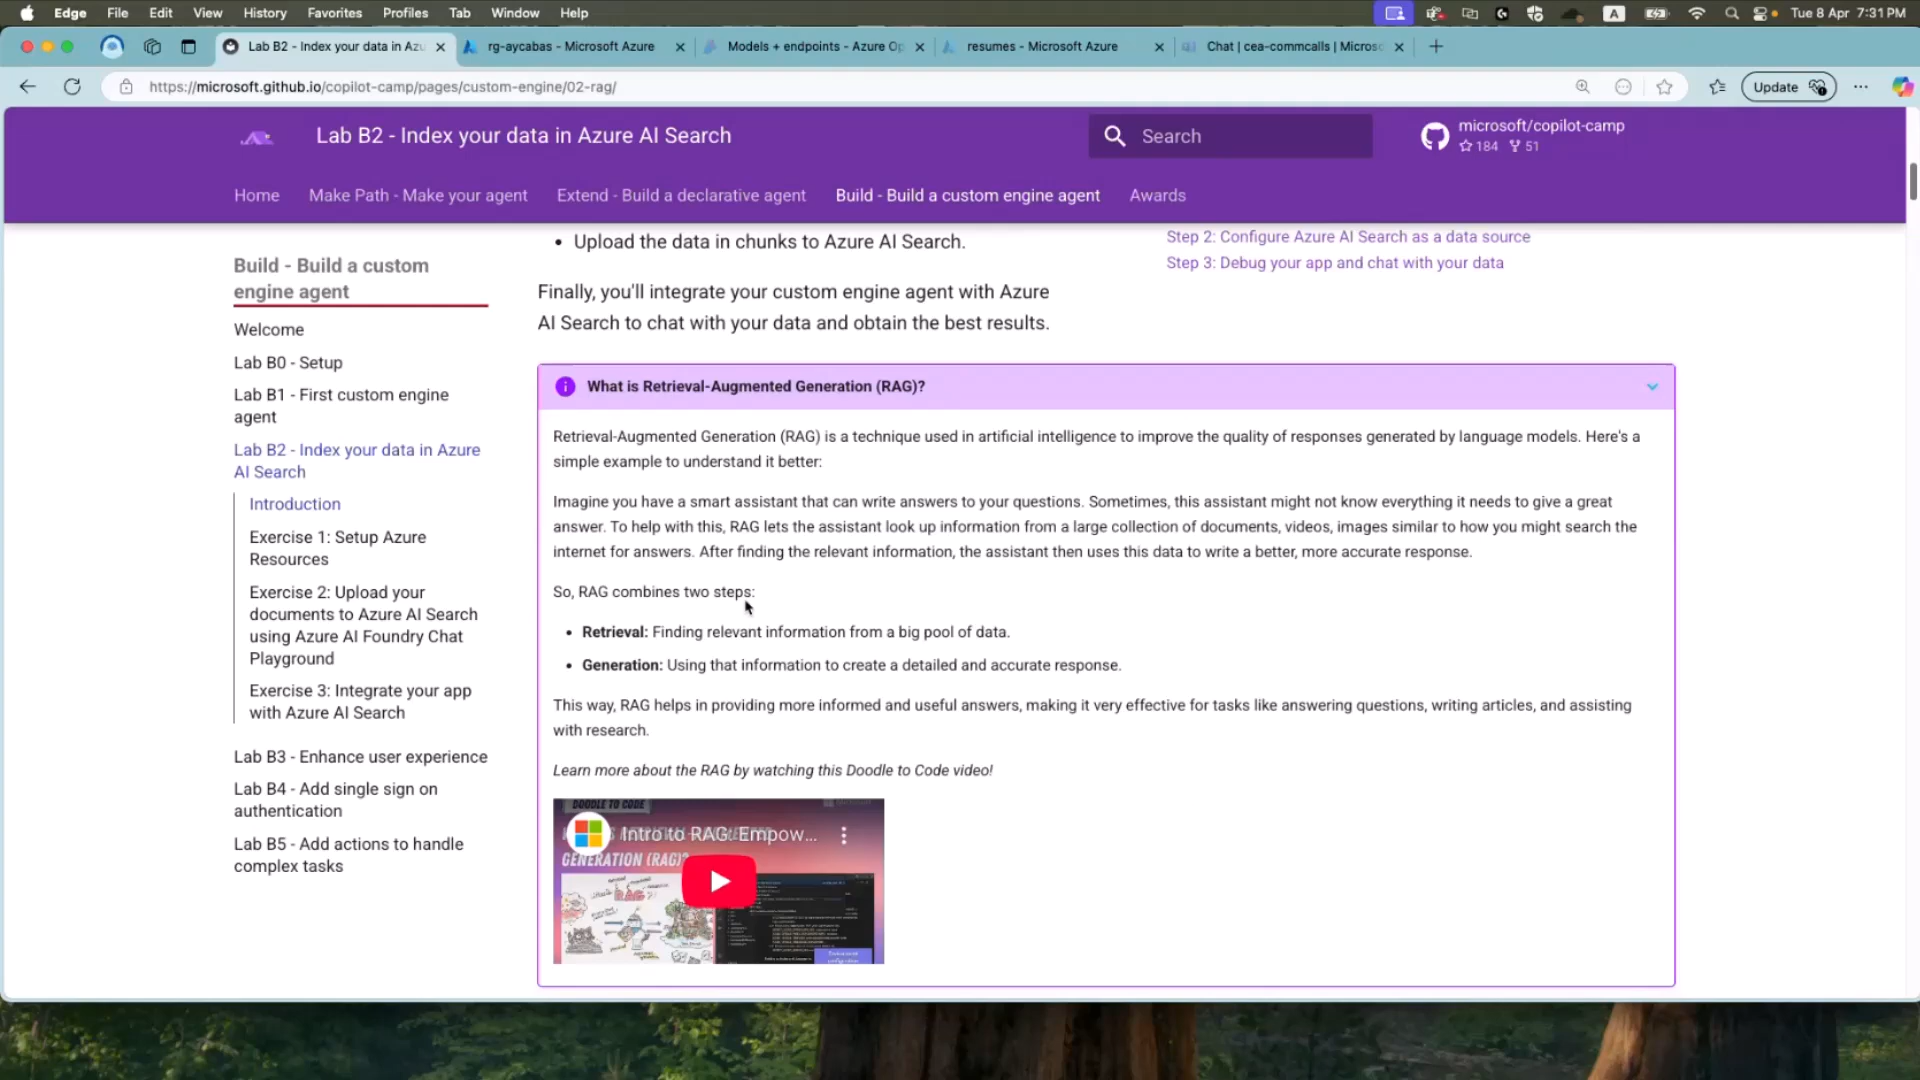 Edge File Edit View History Favorites Profiles Tab Window Help
A
Tue 8 Apr 7:31 PM
Lab B2 - Index your data in Azu
rg-aycabas - Microsoft Azure
Models + endpoints - Azure Op
resumes - Microsoft Azure
Chat | cea-commcalls | Microso
https://microsoft.github.io/copilot-camp/pages/custom-engine/02-rag/
Update
Lab B2 - Index your data in Azure AI Search
Search
microsoft/copilot-camp
184 51
Home
Make Path - Make your agent
Extend - Build a declarative agent
Build - Build a custom engine agent
Awards
Build - Build a custom
engine agent
Welcome
Lab B0 - Setup
Lab B1 - First custom engine
agent
Lab B2 - Index your data in Azure
AI Search
Introduction
Exercise 1: Setup Azure
Resources
Exercise 2: Upload your
documents to Azure AI Search
using Azure AI Foundry Chat
Playground
Exercise 3: Integrate your app
with Azure AI Search
Lab B3 - Enhance user experience
Lab B4 - Add single sign on
authentication
Lab B5 - Add actions to handle
complex tasks
• Upload the data in chunks to Azure AI Search.
Finally, you'll integrate your custom engine agent with Azure
AI Search to chat with your data and obtain the best results.
Step 2: Configure Azure AI Search as a data source
Step 3: Debug your app and chat with your data
What is Retrieval-Augmented Generation (RAG)?
Retrieval-Augmented Generation (RAG) is a technique used in artificial intelligence to improve the quality of responses generated by language models. Here's a
simple example to understand it better:
Imagine you have a smart assistant that can write answers to your questions. Sometimes, this assistant might not know everything it needs to give a great
answer. To help with this, RAG lets the assistant look up information from a large collection of documents, videos, images similar to how you might search the
internet for answers. After finding the relevant information, the assistant then uses this data to write a better, more accurate response.
So, RAG combines two steps:
• Retrieval: Finding relevant information from a big pool of data.
• Generation: Using that information to create a detailed and accurate response.
This way, RAG helps in providing more informed and useful answers, making it very effective for tasks like answering questions, writing articles, and assisting
with research.
Learn more about the RAG by watching this Doodle to Code video!
DOODLE TO CODE
Intro to RAG: Empow...
GENERATION (RAG)?
RAG